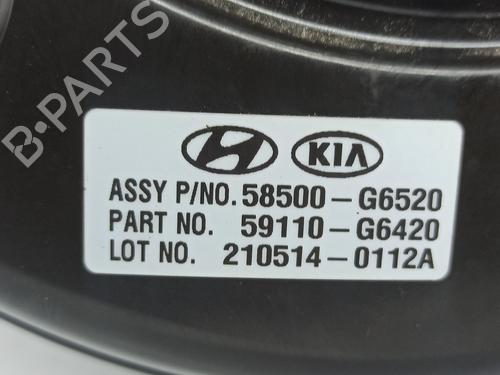 B-PARTS
KIA
ASSY P/NO. 58500-G6520
PART NO. 59110-G6420
LOT NO. 210514-0112A